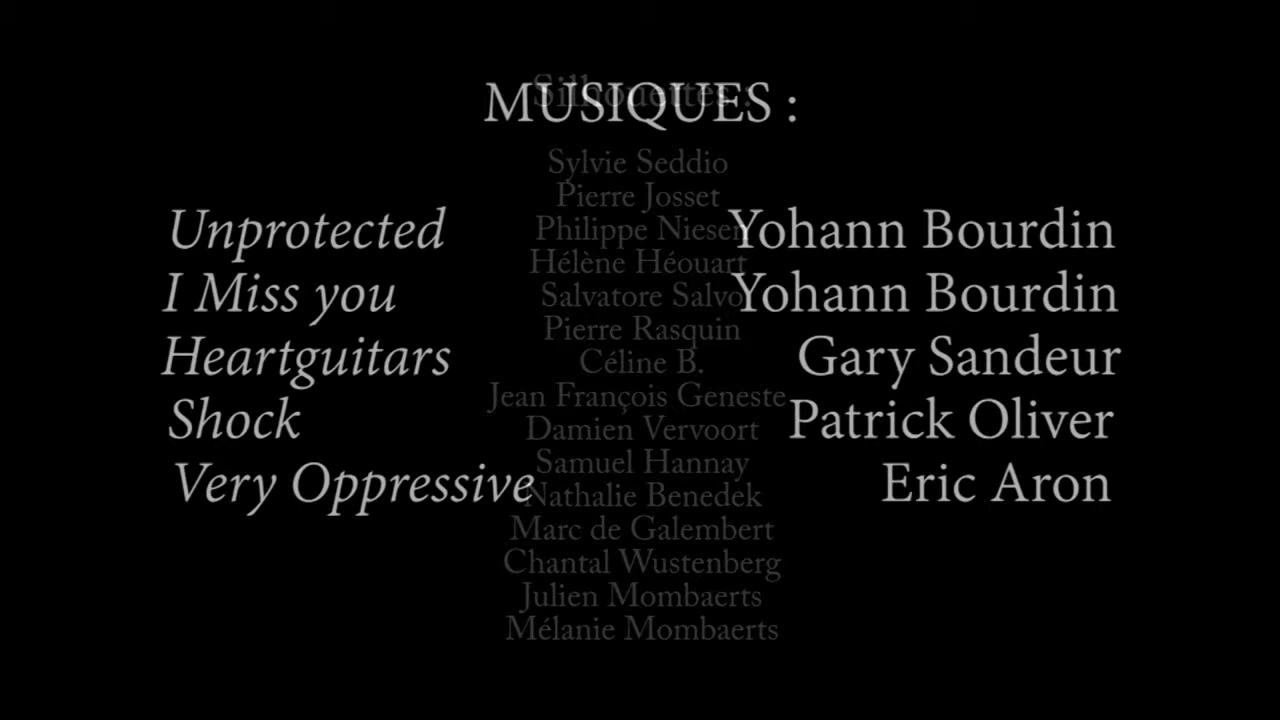 MUSIQUES :
Unprotected Yohann Bourdin
I Miss you Yohann Bourdin
Heartguitars Gary Sandeur
Shock Patrick Oliver
Very Oppressive Eric Aron
Silhouettes :
Sylvie Seddio
Pierre Josset
Philippe Niesen
Hélène Héouart
Salvatore Salvo
Pierre Rasquin
Céline B.
Jean François Geneste
Damien Vervoort
Samuel Hannay
Nathalie Benedek
Marc de Galembert
Chantal Wustenberg
Julien Mombaerts
Mélanie Mombaerts